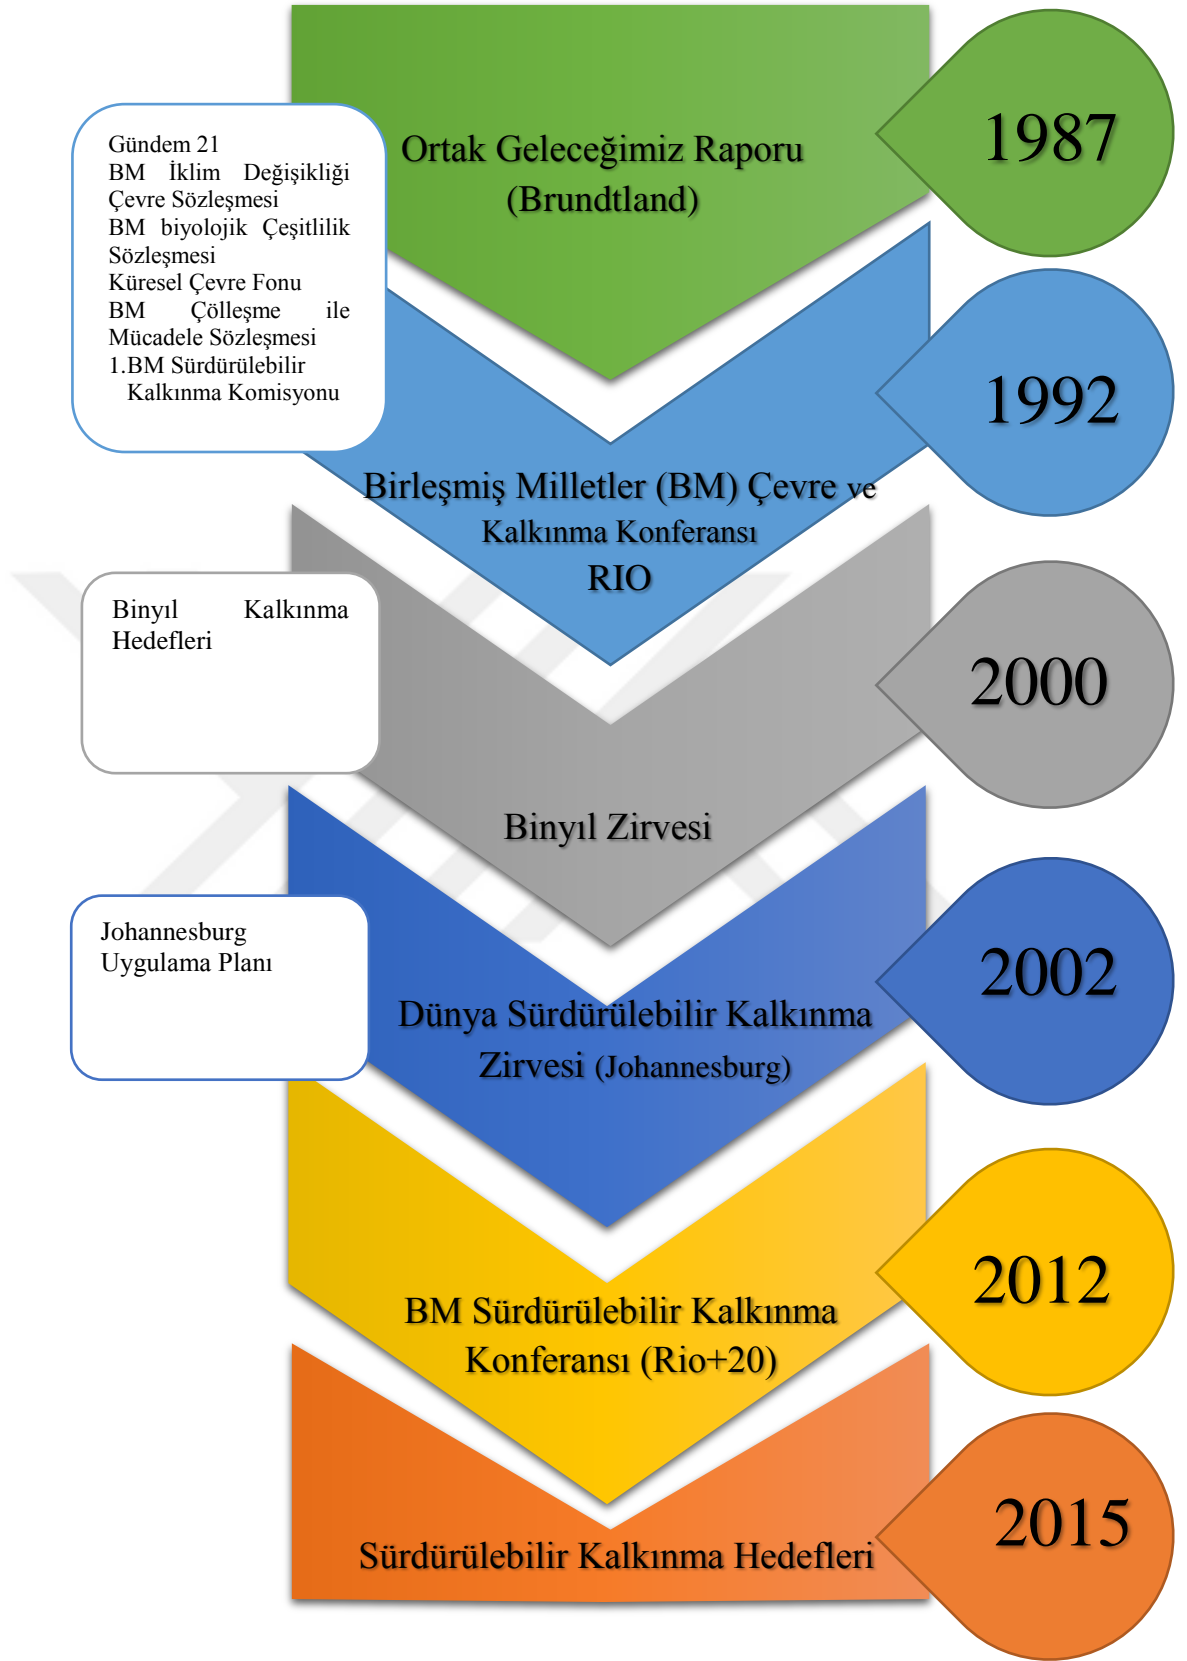 Ortak Geleceğimiz Raporu
(Brundtland)
1987
Gündem 21
BM İklim Değişikliği
Çevre Sözleşmesi
BM biyolojik Çeşitlilik
Sözleşmesi
Küresel Çevre Fonu
BM Çölleşme ile
Mücadele Sözleşmesi
1.BM Sürdürülebilir
Kalkınma Komisyonu
1992
Birleşmiş Milletler (BM) Çevre ve
Kalkınma Konferansı
RIO
Binyıl Kalkınma
Hedefleri
2000
Binyıl Zirvesi
Johannesburg
Uygulama Planı
2002
Dünya Sürdürülebilir Kalkınma
Zirvesi (Johannesburg)
2012
BM Sürdürülebilir Kalkınma
Konferansı (Rio+20)
2015
Sürdürülebilir Kalkınma Hedefleri